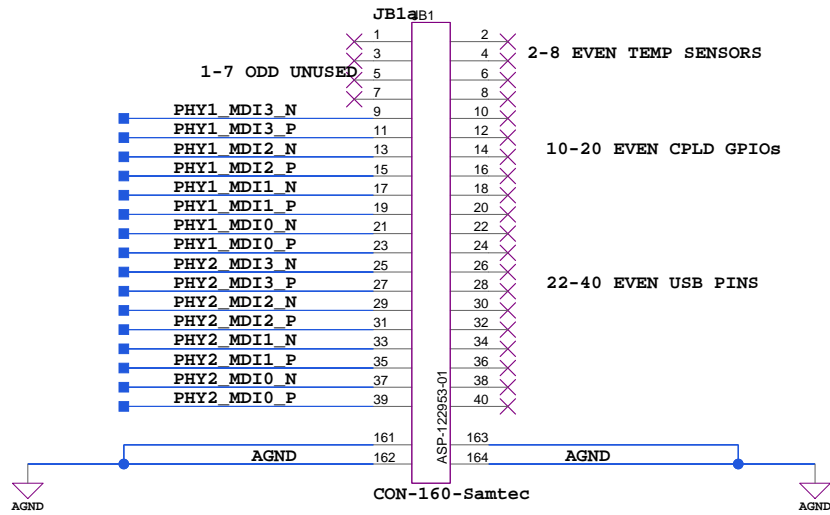 JB1a JB1
1 2
3 4 2-8 EVEN TEMP SENSORS
1-7 ODD UNUSED 5 6
7 8
PHY1_MDI3_N 9 10
PHY1_MDI3_P 11 12
PHY1_MDI2_N 13 14 10-20 EVEN CPLD GPIOs
PHY1_MDI2_P 15 16
PHY1_MDI1_N 17 18
PHY1_MDI1_P 19 20
PHY1_MDI0_N 21 22
PHY1_MDI0_P 23 24
PHY2_MDI3_N 25 26
PHY2_MDI3_P 27 28 22-40 EVEN USB PINS
PHY2_MDI2_N 29 30
PHY2_MDI2_P 31 32
PHY2_MDI1_N 33 34
PHY2_MDI1_P 35 36
PHY2_MDI0_N 37 38
PHY2_MDI0_P 39 40
ASP-122953-01
161 163
AGND 162 164 AGND
CON-160-Samtec
AGND AGND